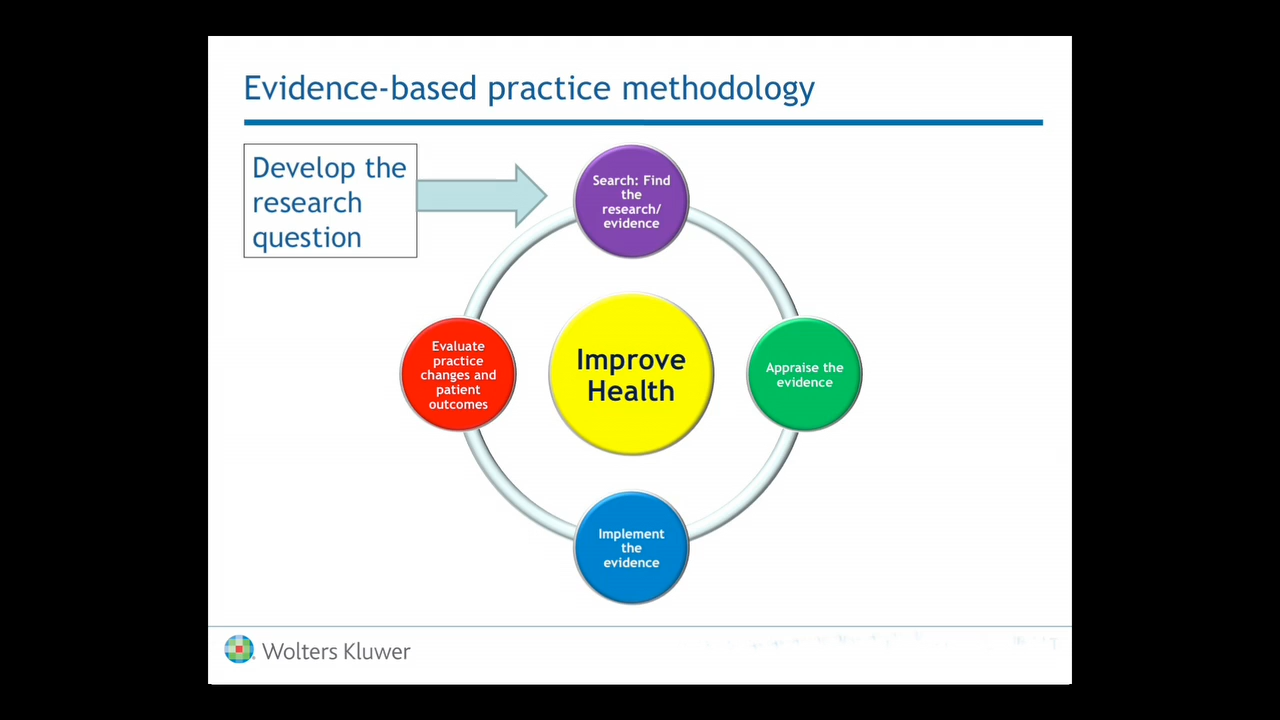 Evidence-based practice methodology
Develop the
research
question
Search: Find
the
research/
evidence
Evaluate
practice
changes and
patient
outcomes
Improve
Health
Appraise the
evidence
Implement
the
evidence
Wolters Kluwer